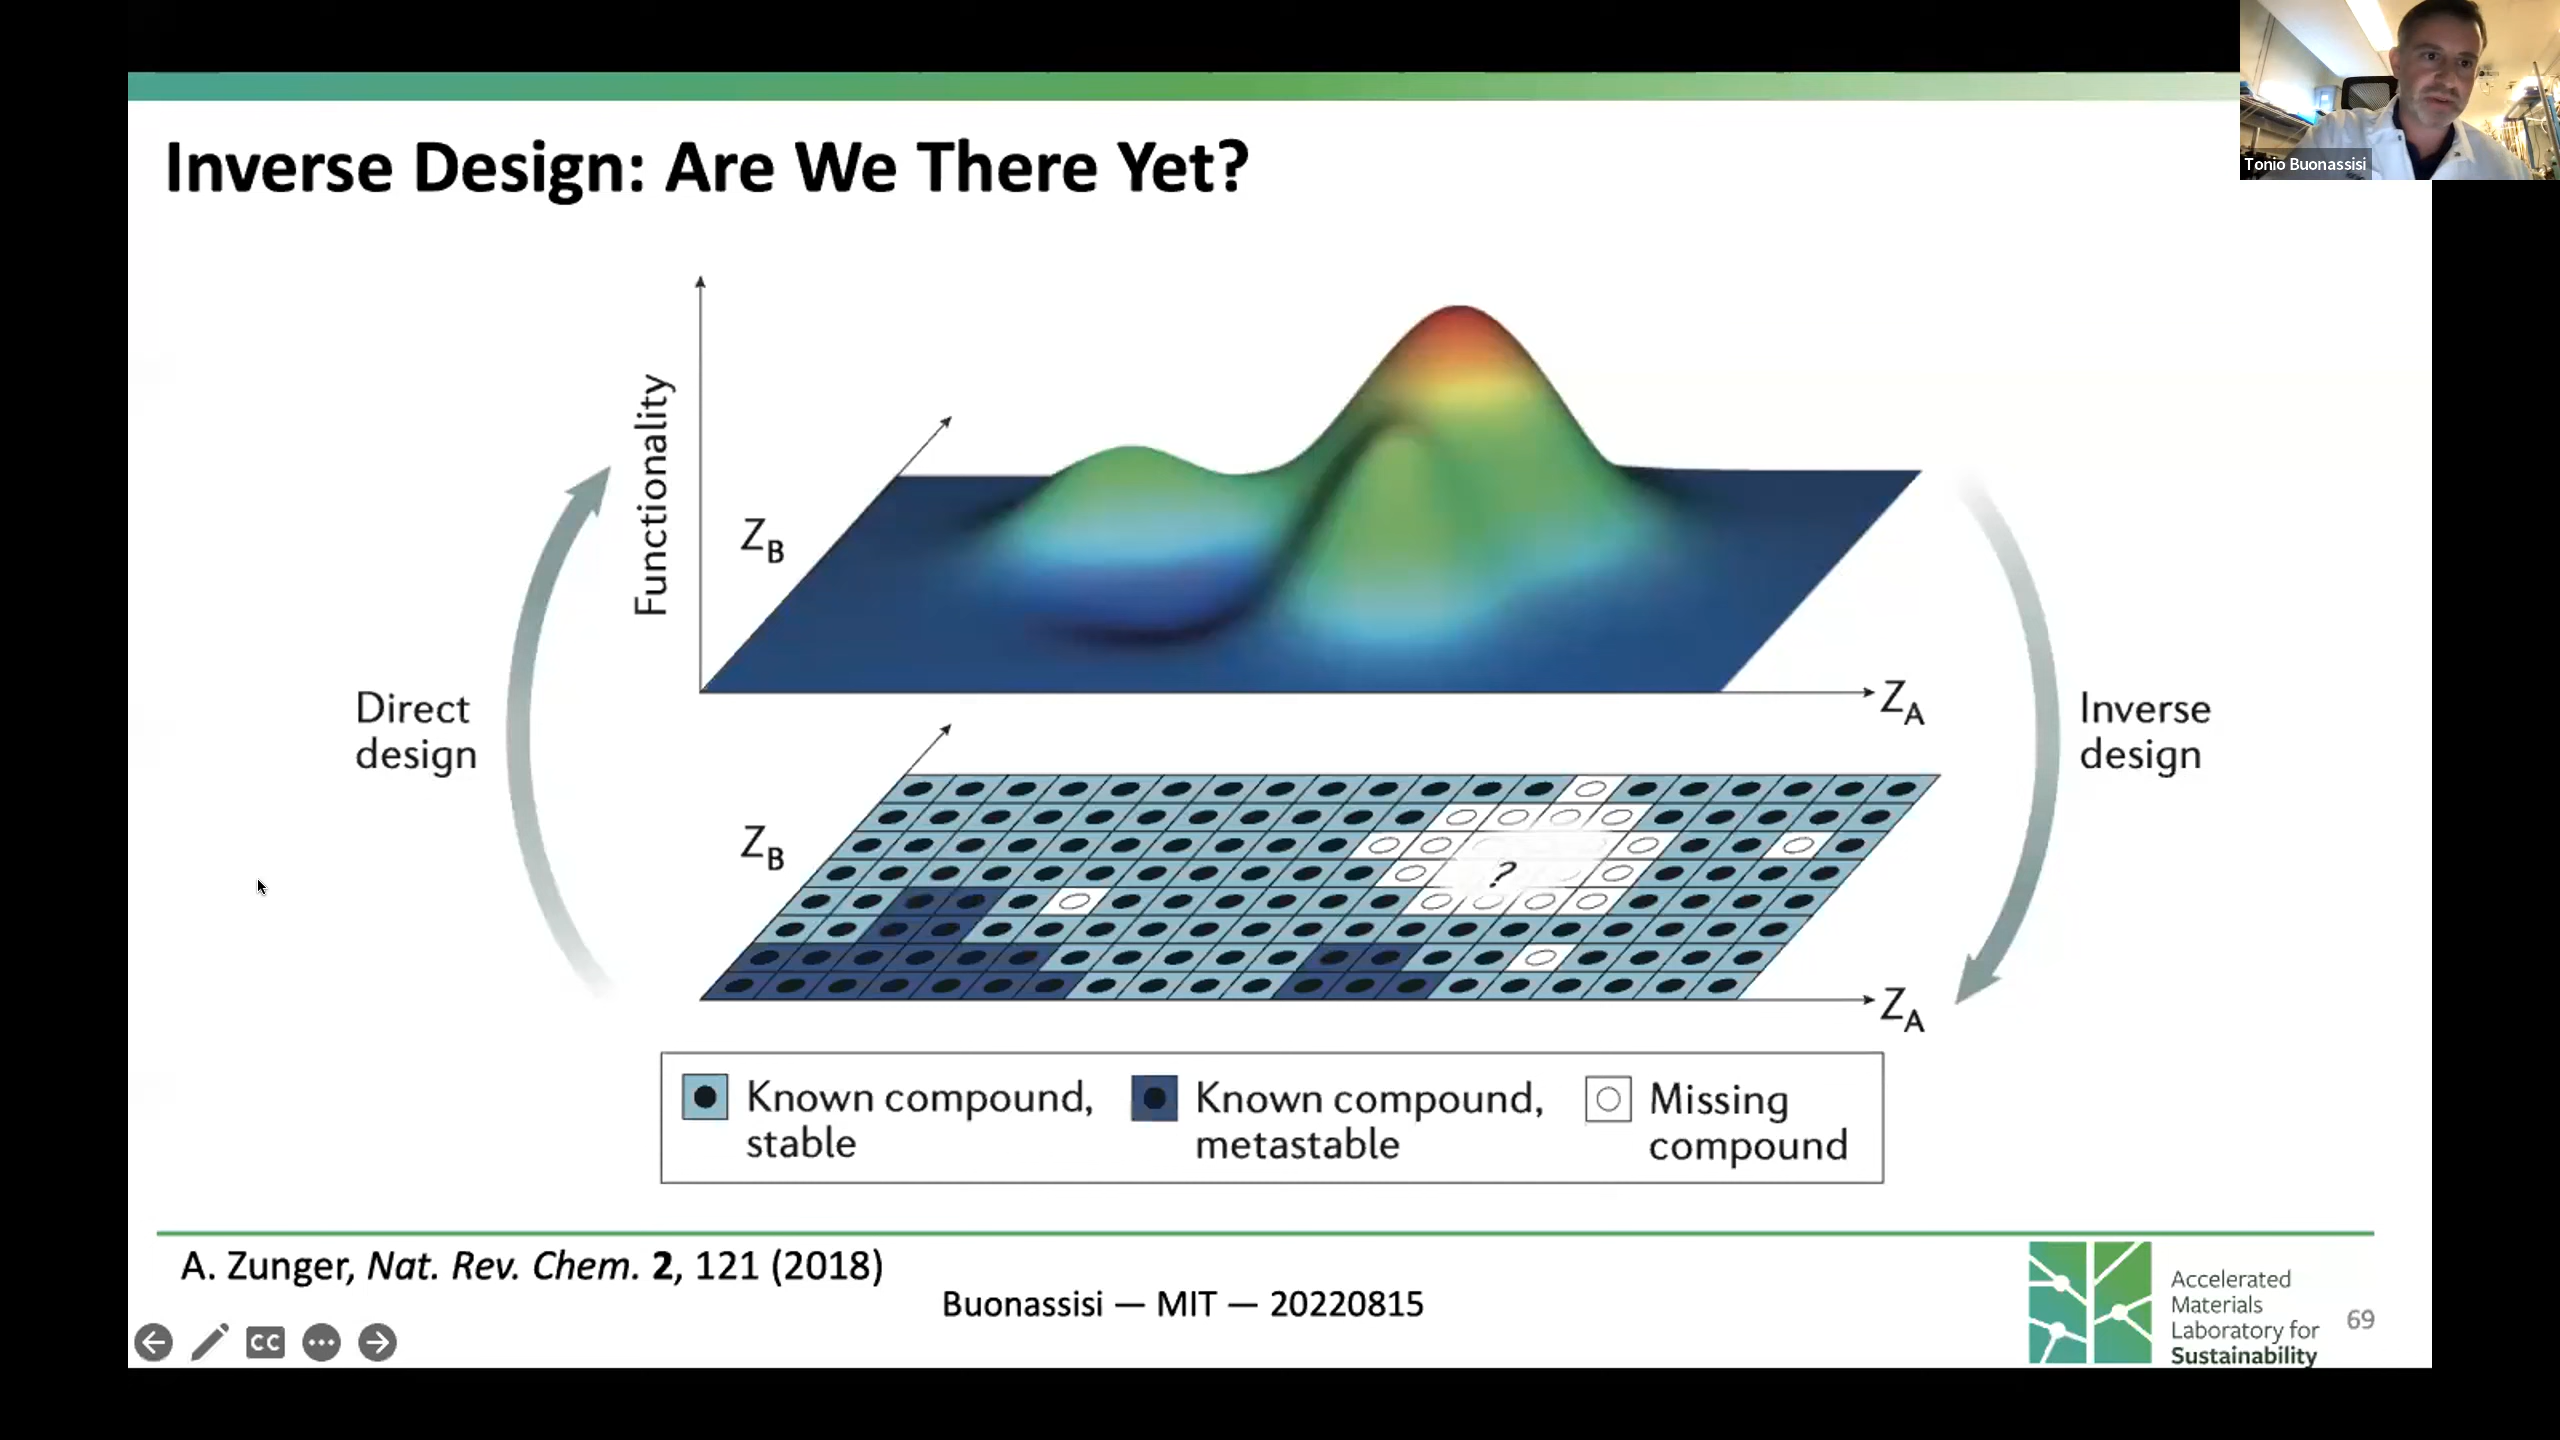 Tonio Buonassisi
Inverse Design: Are We There Yet?
Functionality
Z_B
Z_A
Direct
design
Inverse
design
Z_B
?
Z_A
Known compound,
stable
Known compound,
metastable
Missing
compound
A. Zunger, Nat. Rev. Chem. 2, 121 (2018)
Buonassisi — MIT — 20220815
Accelerated
Materials
Laboratory for
Sustainability
69
CC